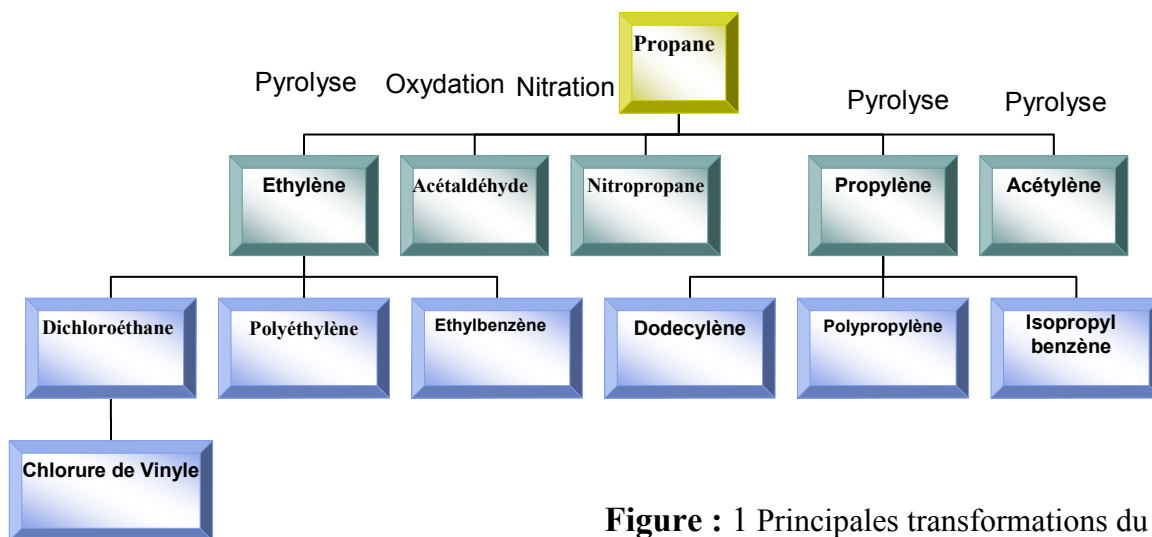 Propane
Pyrolyse Oxydation Nitration Pyrolyse Pyrolyse
Ethylène Acétaldéhyde Nitropropane Propylène Acétylène
Dichloroéthane Polyéthylène Ethylbenzène Dodecylène Polypropylène Isopropyl
benzène
Chlorure de Vinyle
Figure : 1 Principales transformations du